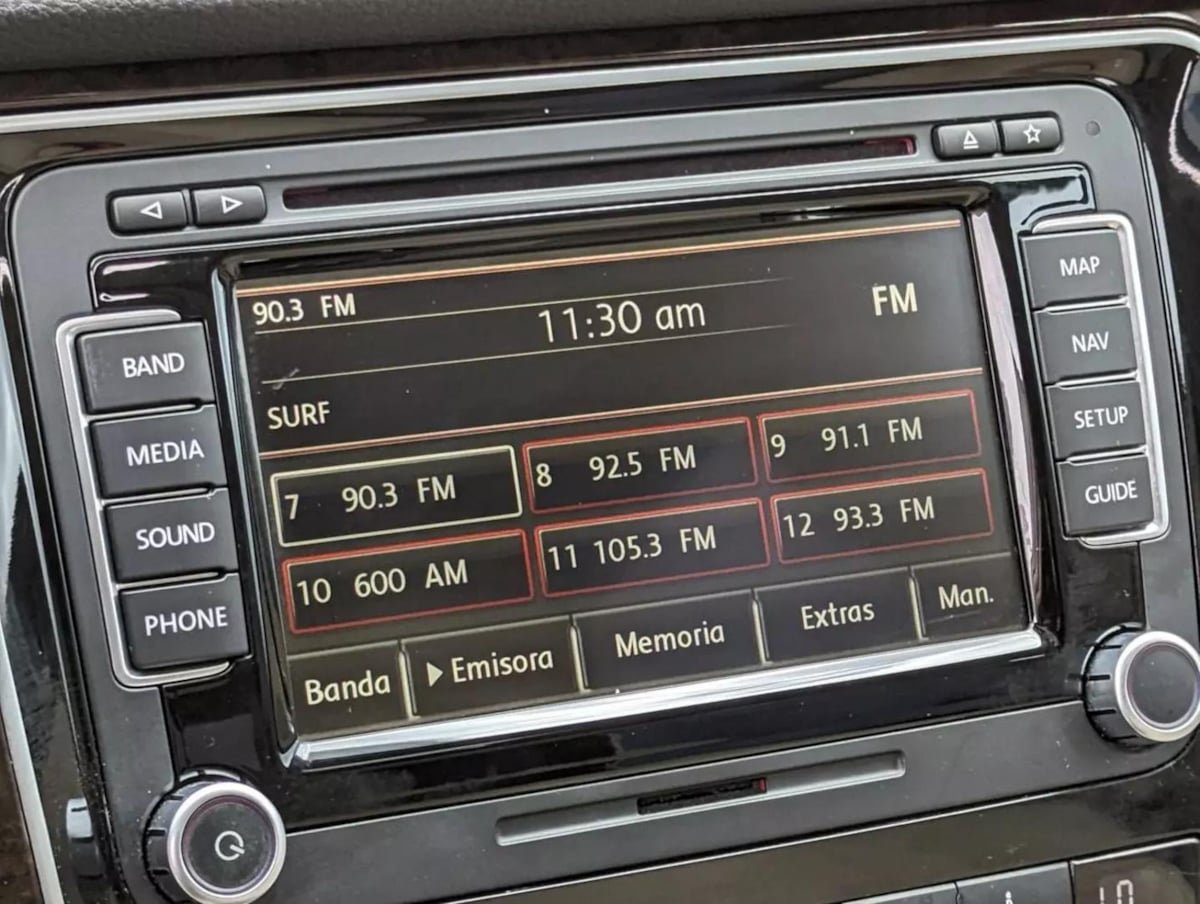 90.3 FM
11:30 am
FM
SURF
7 90.3 FM
8 92.5 FM
9 91.1 FM
10 600 AM
11 105.3 FM
12 93.3 FM
Banda
Emisora
Memoria
Extras
Man.
BAND
MEDIA
SOUND
PHONE
MAP
NAV
SETUP
GUIDE